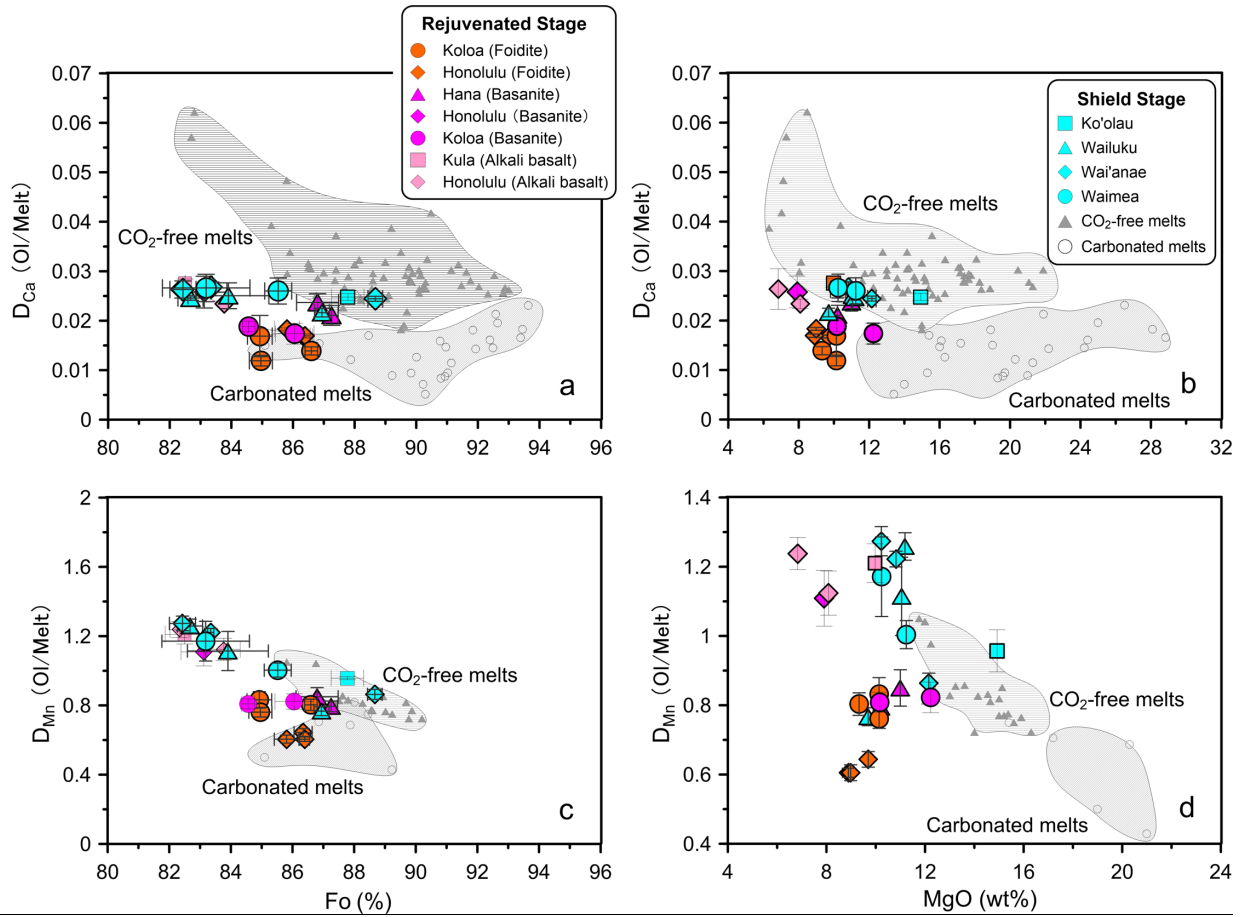 Rejuvenated Stage
Koloa (Foidite)
Honolulu (Foidite)
Hana (Basanite)
Honolulu (Basanite)
Koloa (Basanite)
Kula (Alkali basalt)
Honolulu (Alkali basalt)
0.07
0.06
0.05
0.04
0.03
0.02
0.01
0
D_Ca (Ol/Melt)
CO₂-free melts
Carbonated melts
a
80 82 84 86 88 90 92 94 96
Shield Stage
Ko'olau
Wailuku
Wai'anae
Waimea
CO₂-free melts
Carbonated melts
0.07
0.06
0.05
0.04
0.03
0.02
0.01
0
D_Ca (Ol/Melt)
CO₂-free melts
Carbonated melts
b
4 8 12 16 20 24 28 32
2
1.6
1.2
0.8
0.4
0
D_Mn (Ol/Melt)
CO₂-free melts
Carbonated melts
c
80 82 84 86 88 90 92 94 96
Fo (%)
1.4
1.2
1
0.8
0.6
0.4
D_Mn (Ol/Melt)
CO₂-free melts
Carbonated melts
d
4 8 12 16 20 24
MgO (wt%)